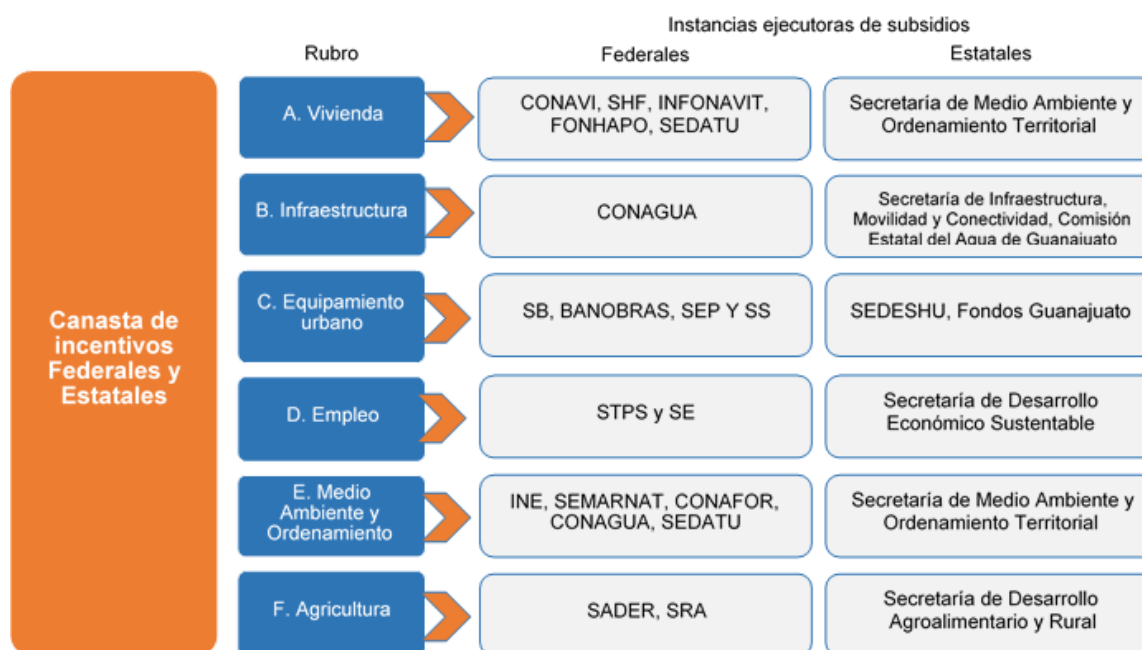 Instancias ejecutoras de subsidios
Rubro
Federales
Estatales
Canasta de
incentivos
Federales y
Estatales
A. Vivienda
CONAVI, SHF, INFONAVIT,
FONHAPO, SEDATU
Secretaría de Medio Ambiente y
Ordenamiento Territorial
B. Infraestructura
CONAGUA
Secretaría de Infraestructura,
Movilidad y Conectividad, Comisión
Estatal del Agua de Guanajuato
C. Equipamiento
urbano
SB, BANOBRAS, SEP Y SS
SEDESHU, Fondos Guanajuato
D. Empleo
STPS y SE
Secretaría de Desarrollo
Económico Sustentable
E. Medio
Ambiente y
Ordenamiento
INE, SEMARNAT, CONAFOR,
CONAGUA, SEDATU
Secretaría de Medio Ambiente y
Ordenamiento Territorial
F. Agricultura
SADER, SRA
Secretaría de Desarrollo
Agroalimentario y Rural